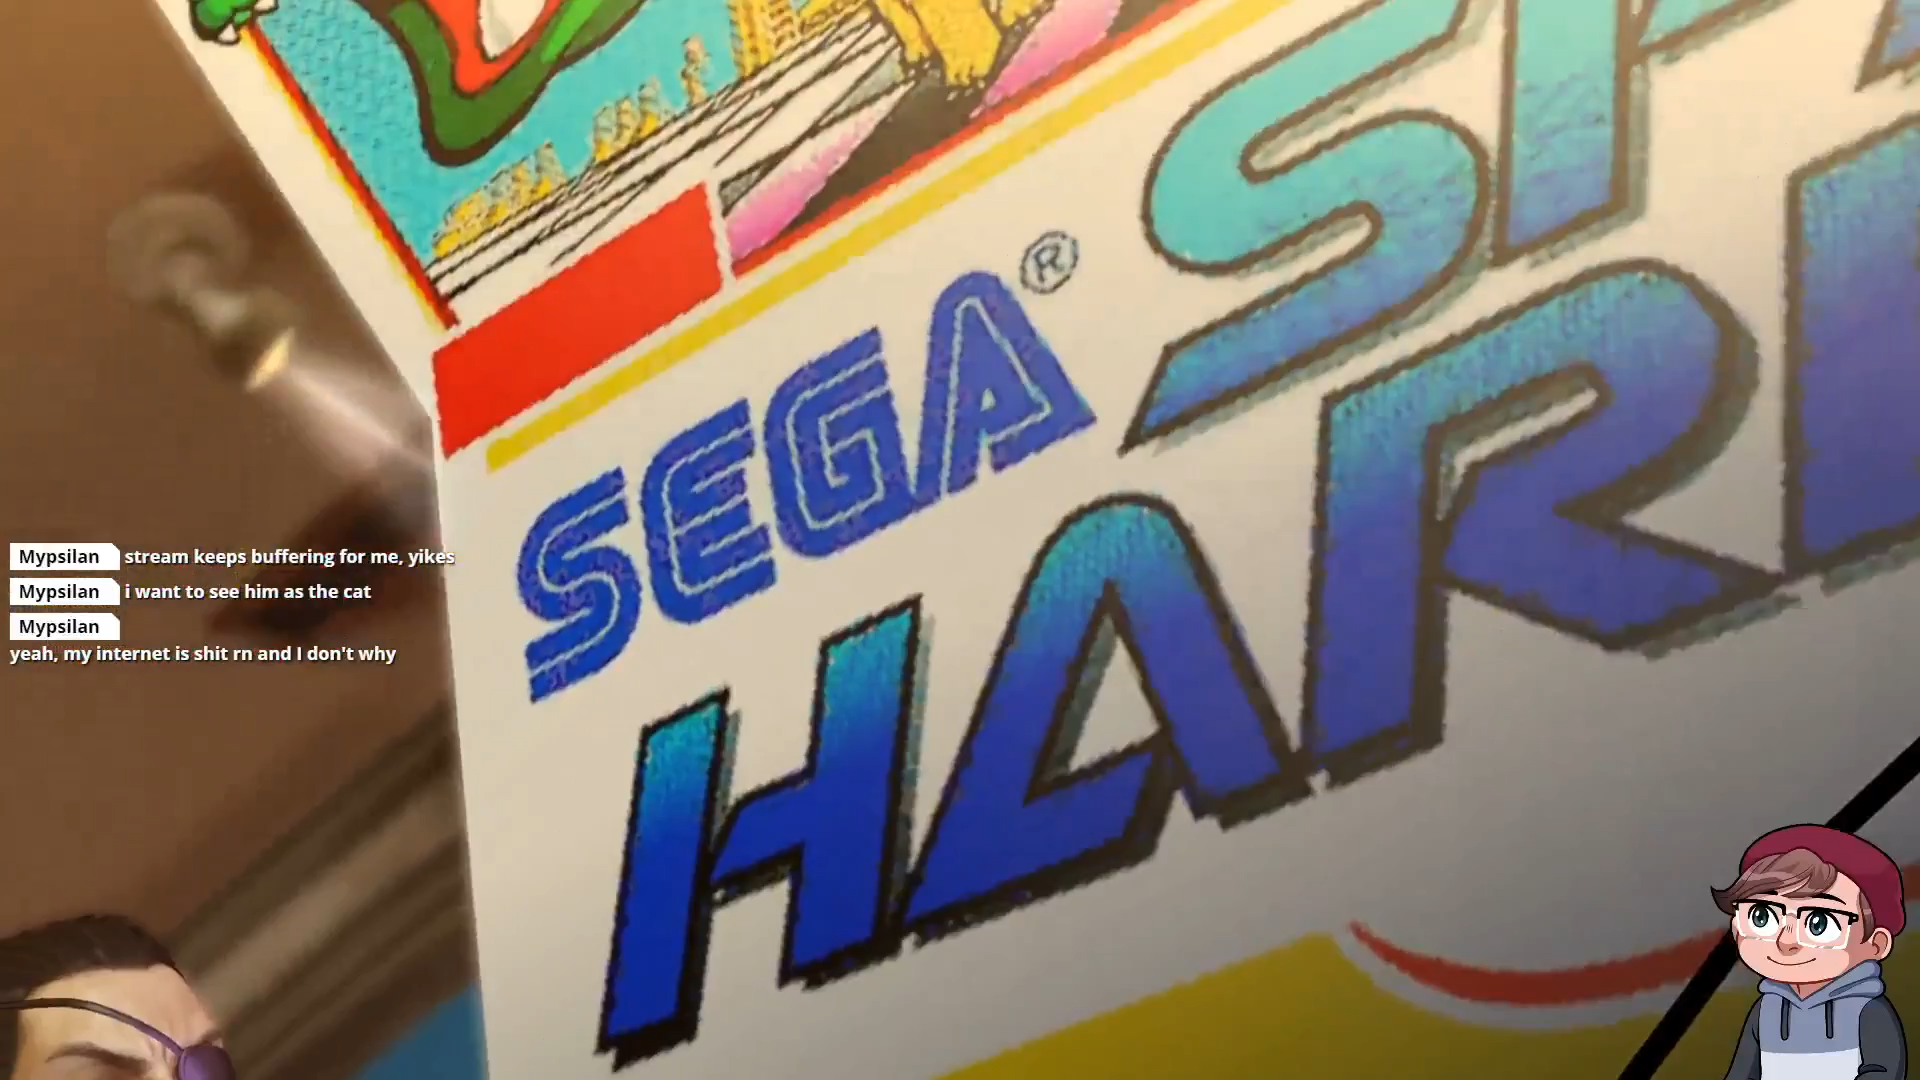 SEGA®
HARRI
Mypsilan stream keeps buffering for me, yikes
Mypsilan i want to see him as the cat
Mypsilan
yeah, my internet is shit rn and I don't why